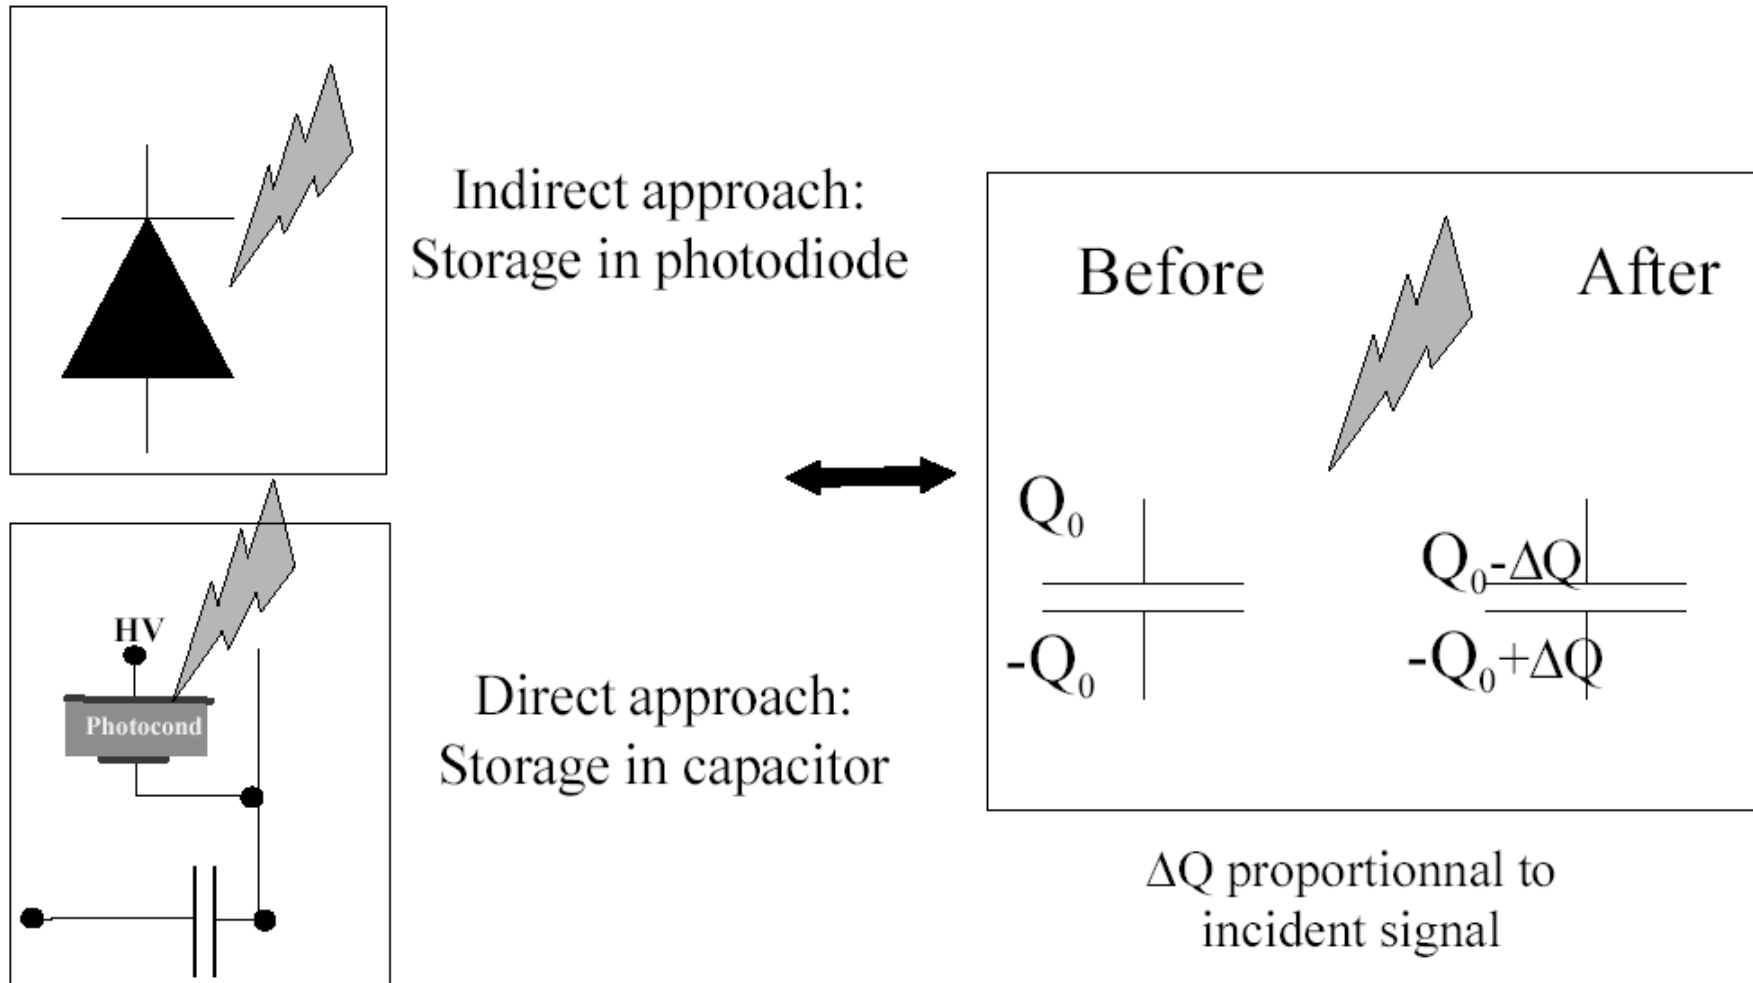 Indirect approach:
Storage in photodiode
Before
After
Q₀
-Q₀
Q₀-ΔQ
-Q₀+ΔQ
HV
Photocond
Direct approach:
Storage in capacitor
ΔQ proportionnal to
incident signal